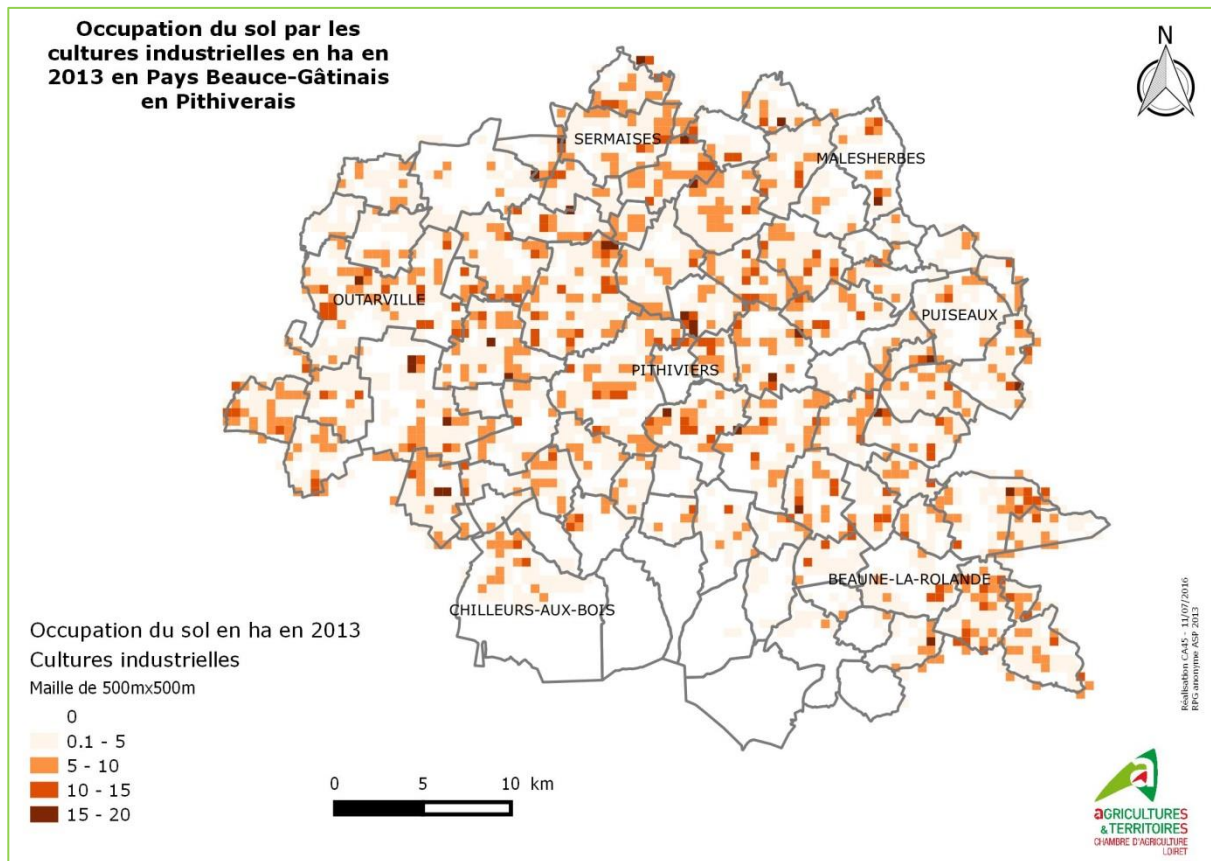 Occupation du sol par les
cultures industrielles en ha en
2013 en Pays Beauce-Gâtinais
en Pithiverais
N
SERMAISES
MALESHERBES
OUTARVILLE
PUISEAUX
PITHIVIERS
BEAUNE-LA-ROLANDE
CHILLEURS-AUX-BOIS
Occupation du sol en ha en 2013
Cultures industrielles
Maille de 500mx500m
0
0.1 - 5
5 - 10
10 - 15
15 - 20
0 5 10 km
Réalisation CA45 - 11/07/2016
RPG anonyme ASP 2013
aGRICULTURES
& TERRITOIRES
CHAMBRE D'AGRICULTURE
LOIRET